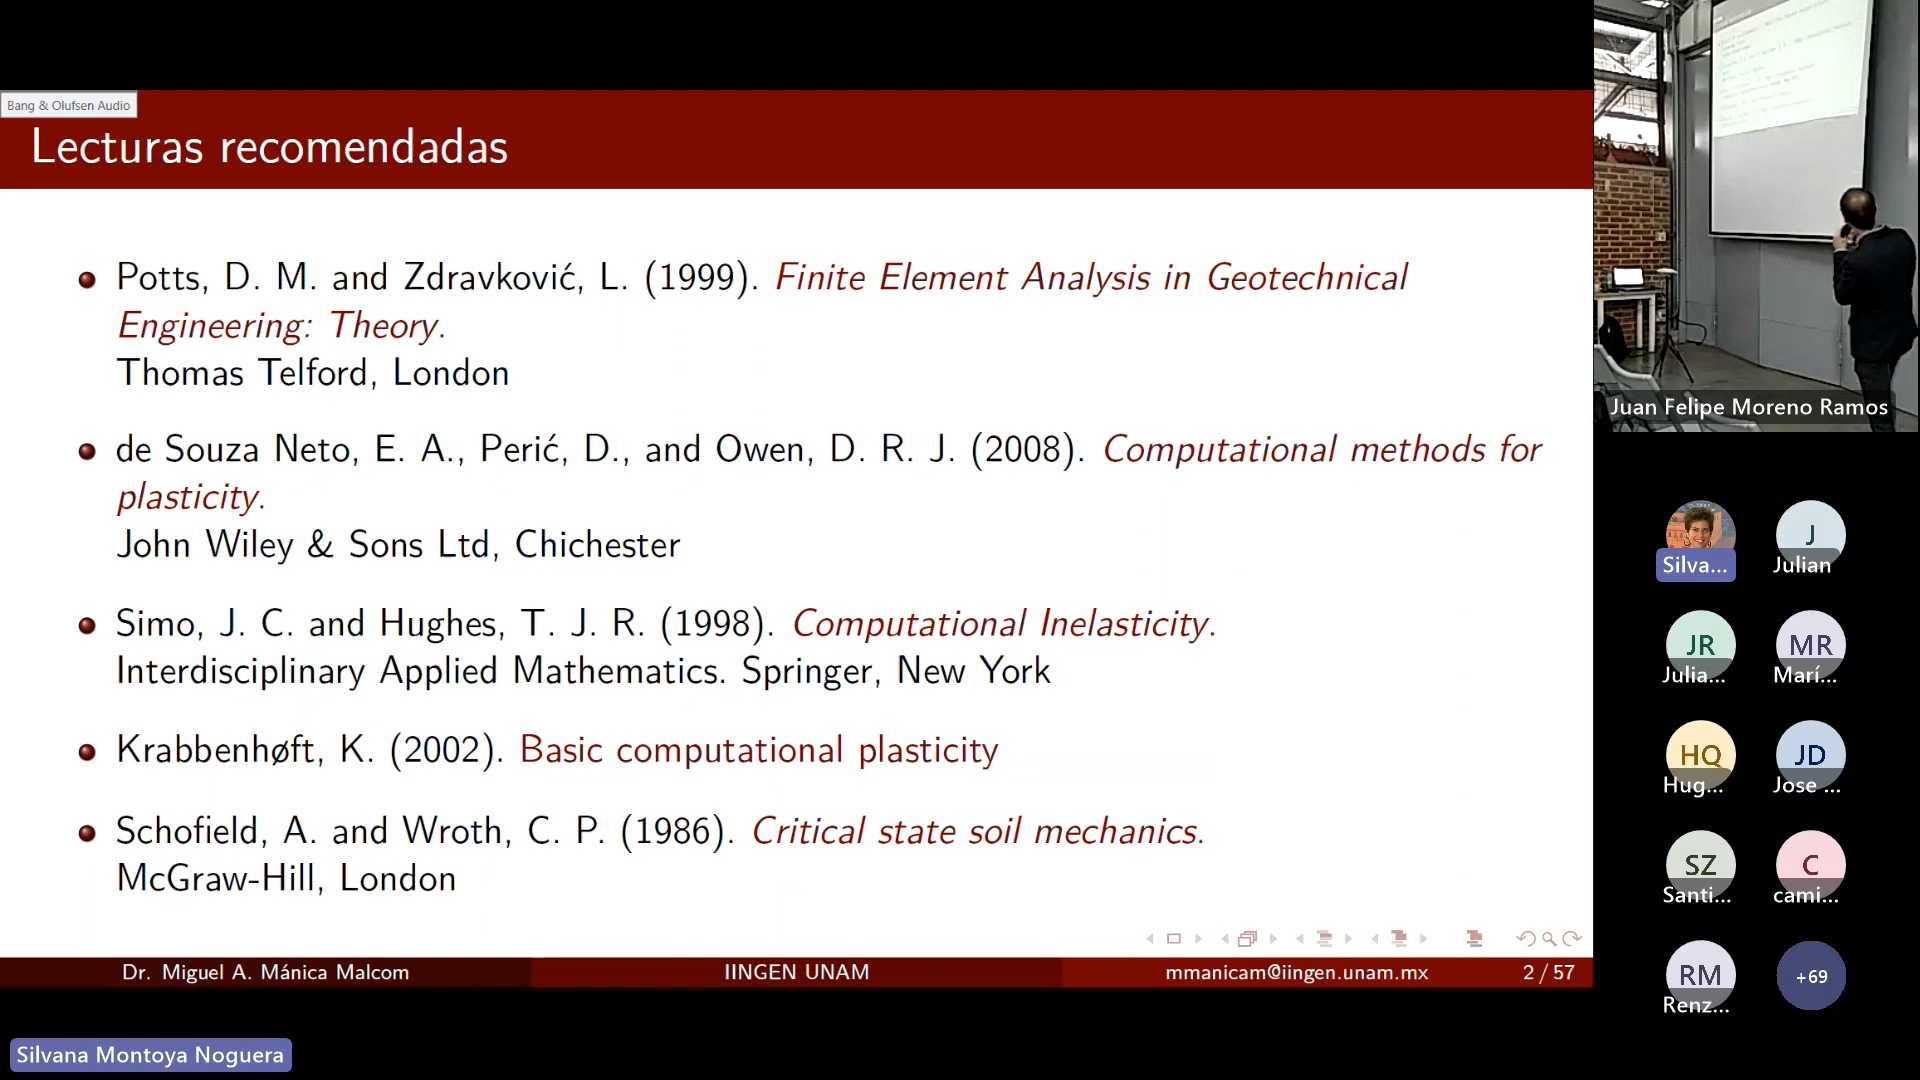 Bang & Olufsen Audio
Lecturas recomendadas
Potts, D. M. and Zdravković, L. (1999). Finite Element Analysis in Geotechnical
Engineering: Theory.
Thomas Telford, London
de Souza Neto, E. A., Perić, D., and Owen, D. R. J. (2008). Computational methods for
plasticity.
John Wiley & Sons Ltd, Chichester
Simo, J. C. and Hughes, T. J. R. (1998). Computational Inelasticity.
Interdisciplinary Applied Mathematics. Springer, New York
Krabbenhøft, K. (2002). Basic computational plasticity
Schofield, A. and Wroth, C. P. (1986). Critical state soil mechanics.
McGraw-Hill, London
Dr. Miguel A. Mánica Malcom IINGEN UNAM mmanicam@iingen.unam.mx 2 / 57
Silvana Montoya Noguera
Juan Felipe Moreno Ramos
Silva... J Julian
JR Julia... MR Marí...
HQ Hug... JD Jose ...
SZ Santi... C cami...
RM Renz... +69